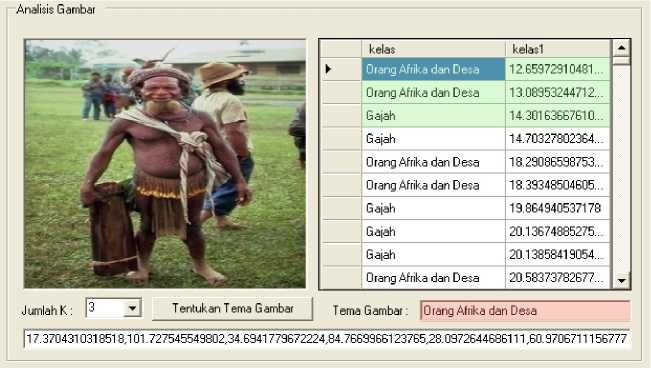 Analisis Gambar
kelas kelas1
Orang Afrika dan Desa 12.65972910481...
Orang Afrika dan Desa 13.08953244712...
Gajah 14.30163667610...
Gajah 14.70327802364...
Orang Afrika dan Desa 18.29086598753...
Orang Afrika dan Desa 18.39348504605...
Gajah 19.864940537178
Gajah 20.13674885275...
Gajah 20.13858419054...
Orang Afrika dan Desa 20.58373782677...
Jumlah K : 3 Tentukan Tema Gambar Tema Gambar : Orang Afrika dan Desa
17.3704310318518,101.727545549802,34.6941779672224,84.7669966123765,28.0972644686111,60.9706711156777